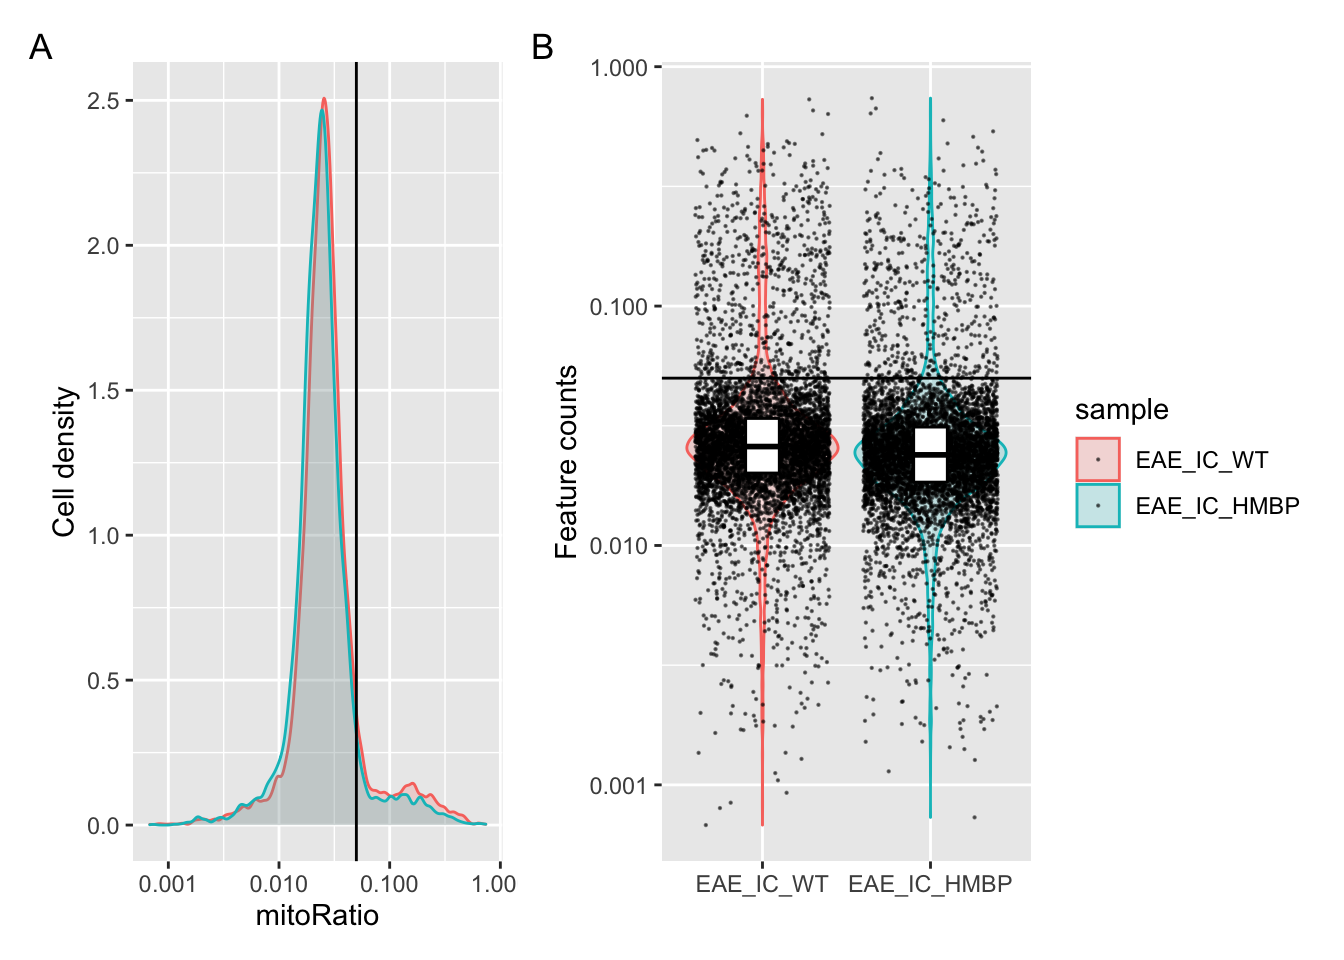 A
B
Cell density
2.5
2.0
1.5
1.0
0.5
0.0
0.001
0.010
0.100
1.00
mitoRatio
Feature counts
1.000
0.100
0.010
0.001
EAE_IC_WT
EAE_IC_HMBP
sample
EAE_IC_WT
EAE_IC_HMBP